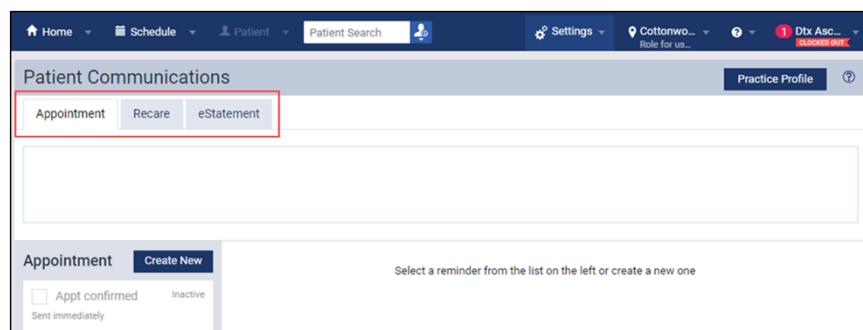 Home Schedule Patient Patient Search Settings Cottonwo... ? 1 Dtx Asc...
Role for us... CLOCKED OUT
Patient Communications Practice Profile ?
Appointment Recare eStatement
Appointment Create New
Select a reminder from the list on the left or create a new one
Appt confirmed Inactive
Sent immediately